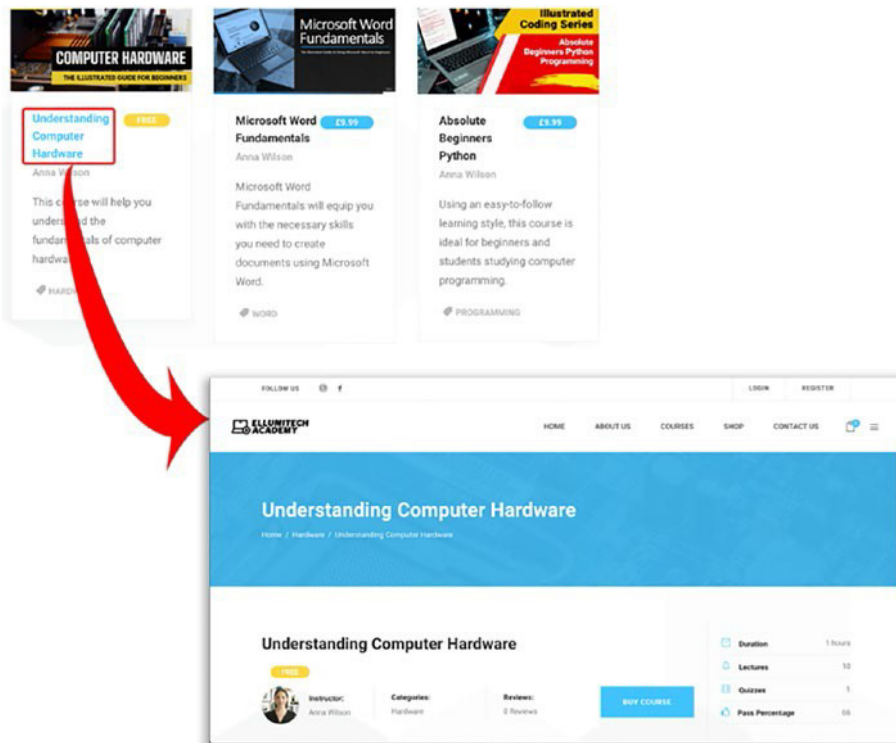 COMPUTER HARDWARE
THE ILLUSTRATED GUIDE FOR BEGINNERS
Understanding
Computer
Hardware
FREE
Anna Wilson
This course will help you
understand the
fundamentals of computer
hardware
HARDW
Microsoft Word
Fundamentals
Microsoft Word
Fundamentals
£9.99
Anna Wilson
Microsoft Word
Fundamentals will equip you
with the necessary skills
you need to create
documents using Microsoft
Word.
WORD
Illustrated
Coding Series
Absolute
Beginners Python
Programming
Absolute
Beginners
Python
£9.99
Anna Wilson
Using an easy-to-follow
learning style, this course is
ideal for beginners and
students studying computer
programming.
PROGRAMMING
FOLLOW US
LOGIN REGISTER
ELLUMITECH
ACADEMY
HOME ABOUT US COURSES SHOP CONTACT US
Understanding Computer Hardware
Home / Hardware / Understanding Computer Hardware
Understanding Computer Hardware
FREE
Instructor:
Anna Wilson
Categories:
Hardware
Reviews:
0 Reviews
BUY COURSE
Duration 1 hours
Lectures 10
Quizzes 1
Pass Percentage 66